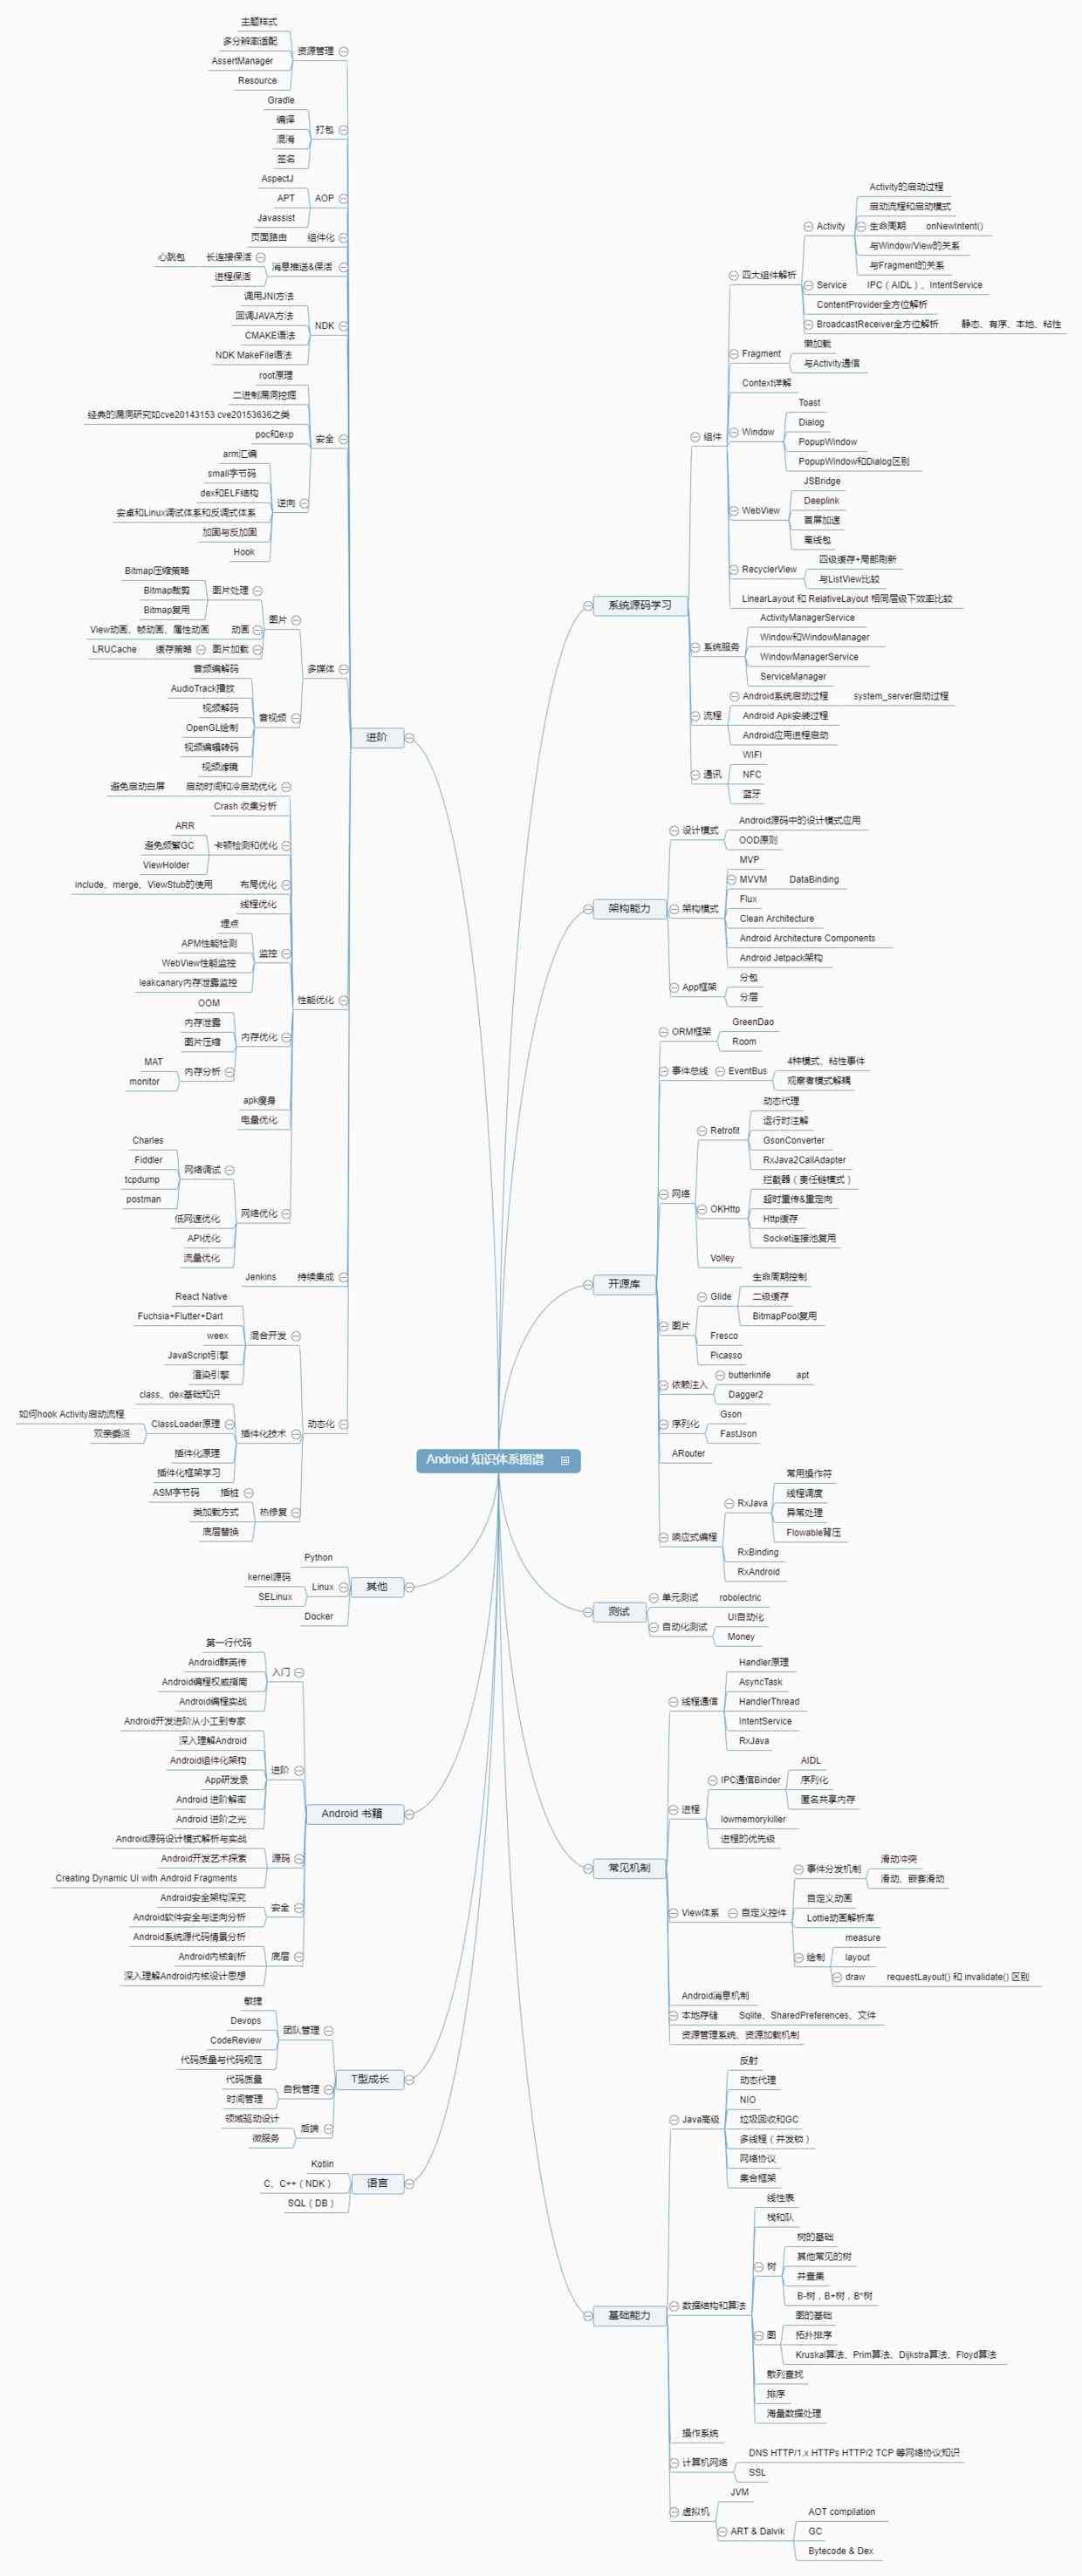 Android 知识体系图谱
进阶
资源管理
主题样式
多分辨率适配
AssertManager
Resource
打包
Gradle
编译
混淆
签名
AOP
AspectJ
APT
Javassist
组件化
页面路由
消息推送&保活
长连接保活
心跳包
进程保活
NDK
调用JNI方法
回调JAVA方法
CMAKE语法
NDK MakeFile语法
安全
root原理
二进制漏洞挖掘
经典的漏洞研究如cve20143153 cve20153636之类
poc和exp
逆向
arm汇编
small字节码
dex和ELF结构
安卓和Linux调试体系和反调式体系
加固与反加固
Hook
多媒体
图片
图片处理
Bitmap压缩策略
Bitmap裁剪
Bitmap复用
动画
View动画、帧动画、属性动画
图片加载
缓存策略
LRUCache
音视频
音频编解码
AudioTrack播放
视频解码
OpenGL绘制
视频编辑转码
视频滤镜
性能优化
启动时间和冷启动优化
避免启动白屏
Crash 收集分析
卡顿检测和优化
ARR
避免频繁GC
ViewHolder
布局优化
include、merge、ViewStub的使用
线程优化
监控
埋点
APM性能检测
WebView性能监控
leakcanary内存泄露监控
内存优化
OOM
内存泄露
图片压缩
内存分析
MAT
monitor
apk瘦身
电量优化
网络优化
网络调试
Charles
Fiddler
tcpdump
postman
低网速优化
API优化
流量优化
持续集成
Jenkins
动态化
混合开发
React Native
Fuchsia+Flutter+Dart
weex
JavaScript引擎
渲染引擎
插件化技术
class、dex基础知识
ClassLoader原理
如何hook Activity启动流程
双亲委派
插件化原理
插件化框架学习
热修复
插桩
ASM字节码
类加载方式
底层替换
其他
Python
Linux
kernel源码
SELinux
Docker
Android 书籍
入门
第一行代码
Android群英传
Android编程权威指南
Android编程实战
进阶
Android开发进阶从小工到专家
深入理解Android
Android组件化架构
App研发录
Android 进阶解密
Android 进阶之光
源码
Android源码设计模式解析与实战
Android开发艺术探索
Creating Dynamic UI with Android Fragments
安全
Android安全架构深究
Android软件安全与逆向分析
底层
Android系统源代码情景分析
Android内核剖析
深入理解Android内核设计思想
T型成长
团队管理
敏捷
Devops
CodeReview
代码质量与代码规范
自我管理
代码质量
时间管理
后端
领域驱动设计
微服务
语言
Kotlin
C、C++（NDK）
SQL（DB）
系统源码学习
组件
四大组件解析
Activity
Activity的启动过程
启动流程和启动模式
生命周期
onNewIntent()
与Window/View的关系
与Fragment的关系
Service
IPC（AIDL）、IntentService
ContentProvider全方位解析
BroadcastReceiver全方位解析
静态、有序、本地、粘性
Fragment
懒加载
与Activity通信
Context详解
Window
Toast
Dialog
PopupWindow
PopupWindow和Dialog区别
WebView
JSBridge
Deeplink
首屏加速
离线包
RecyclerView
四级缓存+局部刷新
与ListView比较
LinearLayout 和 RelativeLayout 相同层级下效率比较
系统服务
ActivityManagerService
Window和WindowManager
WindowManagerService
ServiceManager
流程
Android系统启动过程
system_server启动过程
Android Apk安装过程
Android应用进程启动
通讯
WIFI
NFC
蓝牙
架构能力
设计模式
Android源码中的设计模式应用
OOD原则
架构模式
MVP
MVVM
DataBinding
Flux
Clean Architecture
Android Architecture Components
Android Jetpack架构
App框架
分包
分层
开源库
ORM框架
GreenDao
Room
事件总线
EventBus
4种模式、粘性事件
观察者模式解耦
网络
Retrofit
动态代理
运行时注解
GsonConverter
RxJava2CallAdapter
OKHttp
拦截器（责任链模式）
超时重传&重定向
Http缓存
Socket连接池复用
Volley
图片
Glide
生命周期控制
二级缓存
BitmapPool复用
Fresco
Picasso
依赖注入
butterknife
apt
Dagger2
序列化
Gson
FastJson
ARouter
响应式编程
RxJava
常用操作符
线程调度
异常处理
Flowable背压
RxBinding
RxAndroid
测试
单元测试
robolectric
自动化测试
UI自动化
Money
常见机制
线程通信
Handler原理
AsyncTask
HandlerThread
IntentService
RxJava
进程
IPC通信Binder
AIDL
序列化
匿名共享内存
lowmemorykiller
进程的优先级
View体系
自定义控件
事件分发机制
滑动冲突
滑动、嵌套滑动
自定义动画
Lottie动画解析库
绘制
measure
layout
draw
requestLayout() 和 invalidate() 区别
Android消息机制
本地存储
Sqlite、SharedPreferences、文件
资源管理系统、资源加载机制
基础能力
Java高级
反射
动态代理
NIO
垃圾回收和GC
多线程（并发锁）
网络协议
集合框架
数据结构和算法
线性表
栈和队
树
树的基础
其他常见的树
并查集
B-树，B+树，B*树
图
图的基础
拓扑排序
Kruskal算法、Prim算法、Dijkstra算法、Floyd算法
散列查找
排序
海量数据处理
操作系统
计算机网络
DNS HTTP/1.x HTTPs HTTP/2 TCP 等网络协议知识
SSL
虚拟机
JVM
ART & Dalvik
AOT compilation
GC
Bytecode & Dex